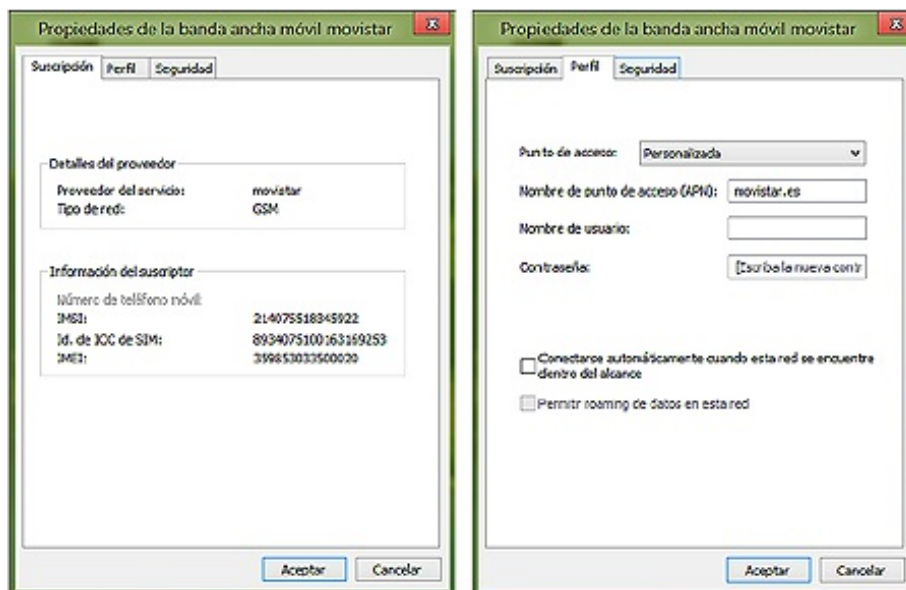 Propiedades de la banda ancha móvil movistar
Suscripción Perfil Seguridad
Detalles del proveedor
Proveedor del servicio: movistar
Tipo de red: GSM
Información del suscriptor
Número de teléfono móvil:
IMSI: 214075518345922
Id. de ICC de SIM: 8934075100163169253
IMEI: 359853033500020
Aceptar Cancelar
Propiedades de la banda ancha móvil movistar
Suscripción Perfil Seguridad
Punto de acceso: Personalizada
Nombre de punto de acceso (APN): movistar.es
Nombre de usuario:
Contraseña: [Escriba la nueva contr
Conectarse automáticamente cuando esta red se encuentre
dentro del alcance
Permitir roaming de datos en esta red
Aceptar Cancelar